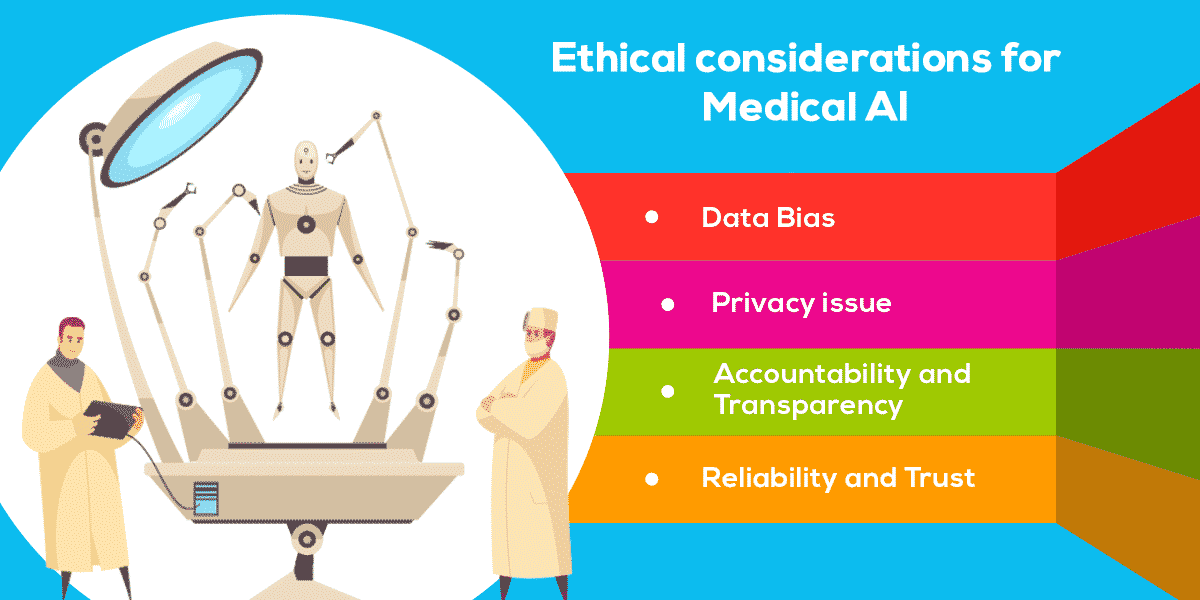 Ethical considerations for
Medical AI
• Data Bias
• Privacy issue
• Accountability and
Transparency
• Reliability and Trust